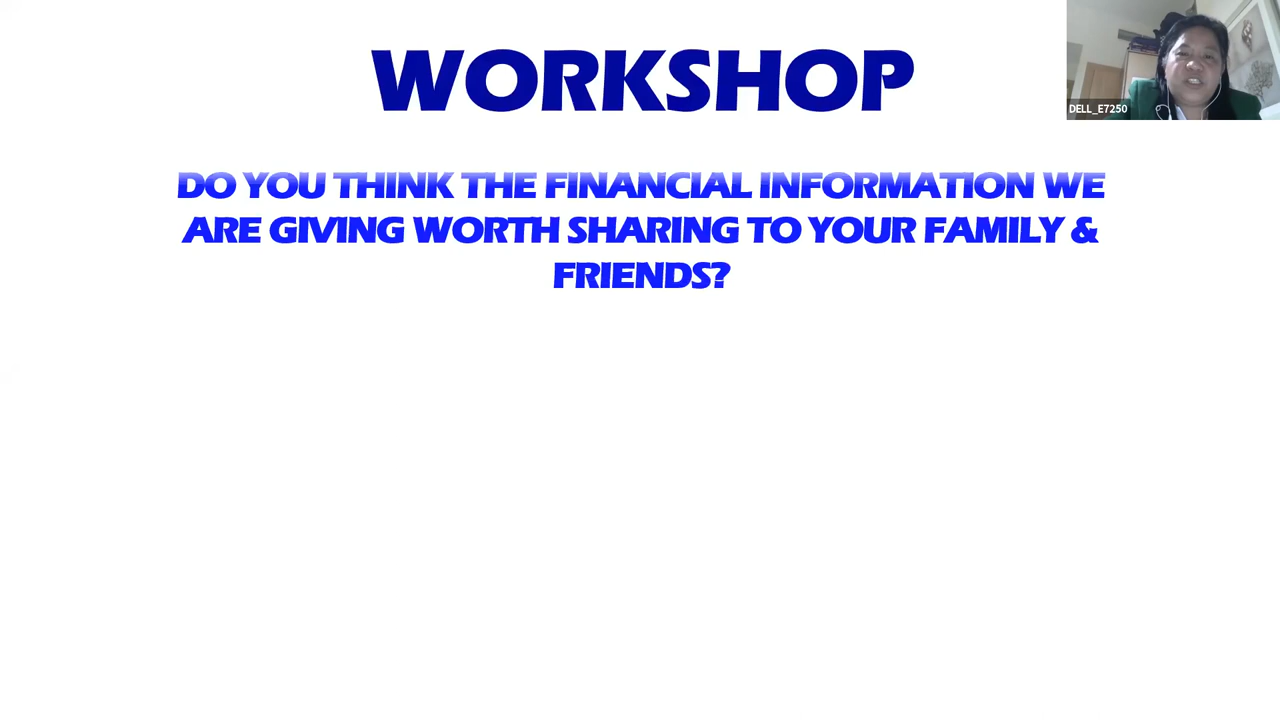 WORKSHOP
DO YOU THINK THE FINANCIAL INFORMATION WE
ARE GIVING WORTH SHARING TO YOUR FAMILY &
FRIENDS?
DELL_E7250